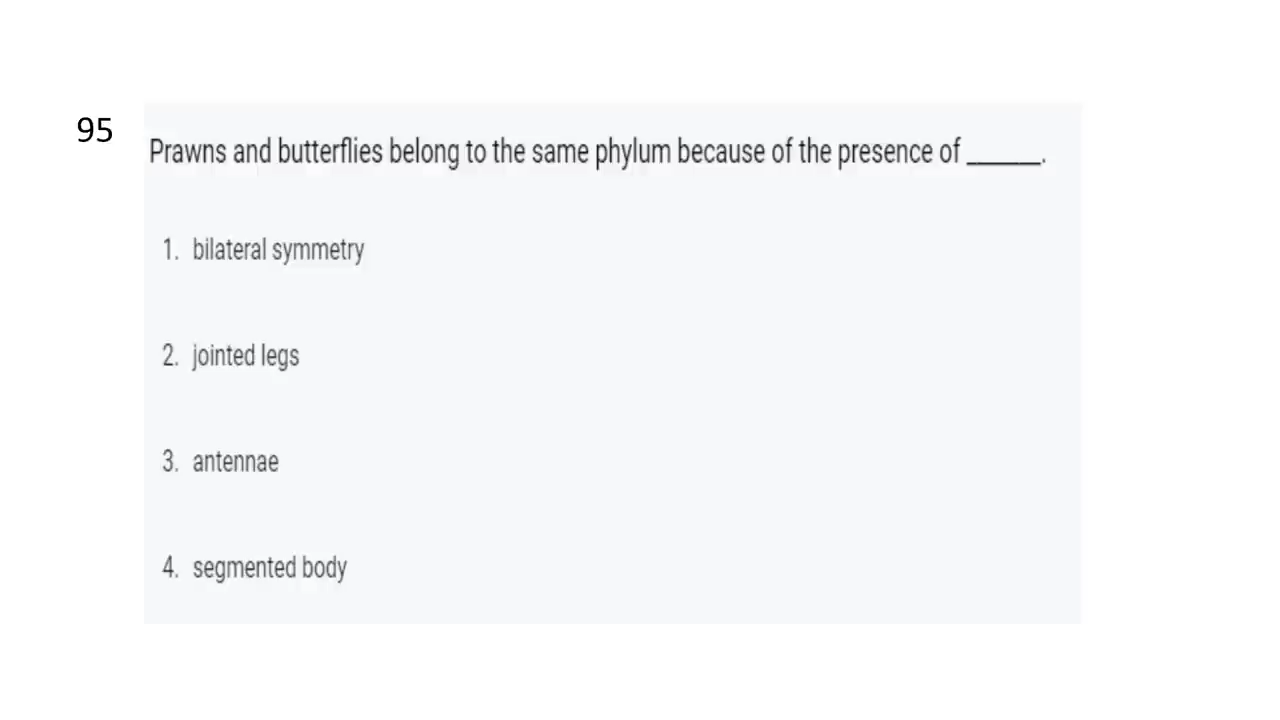 95
Prawns and butterflies belong to the same phylum because of the presence of ______.
1. bilateral symmetry
2. jointed legs
3. antennae
4. segmented body